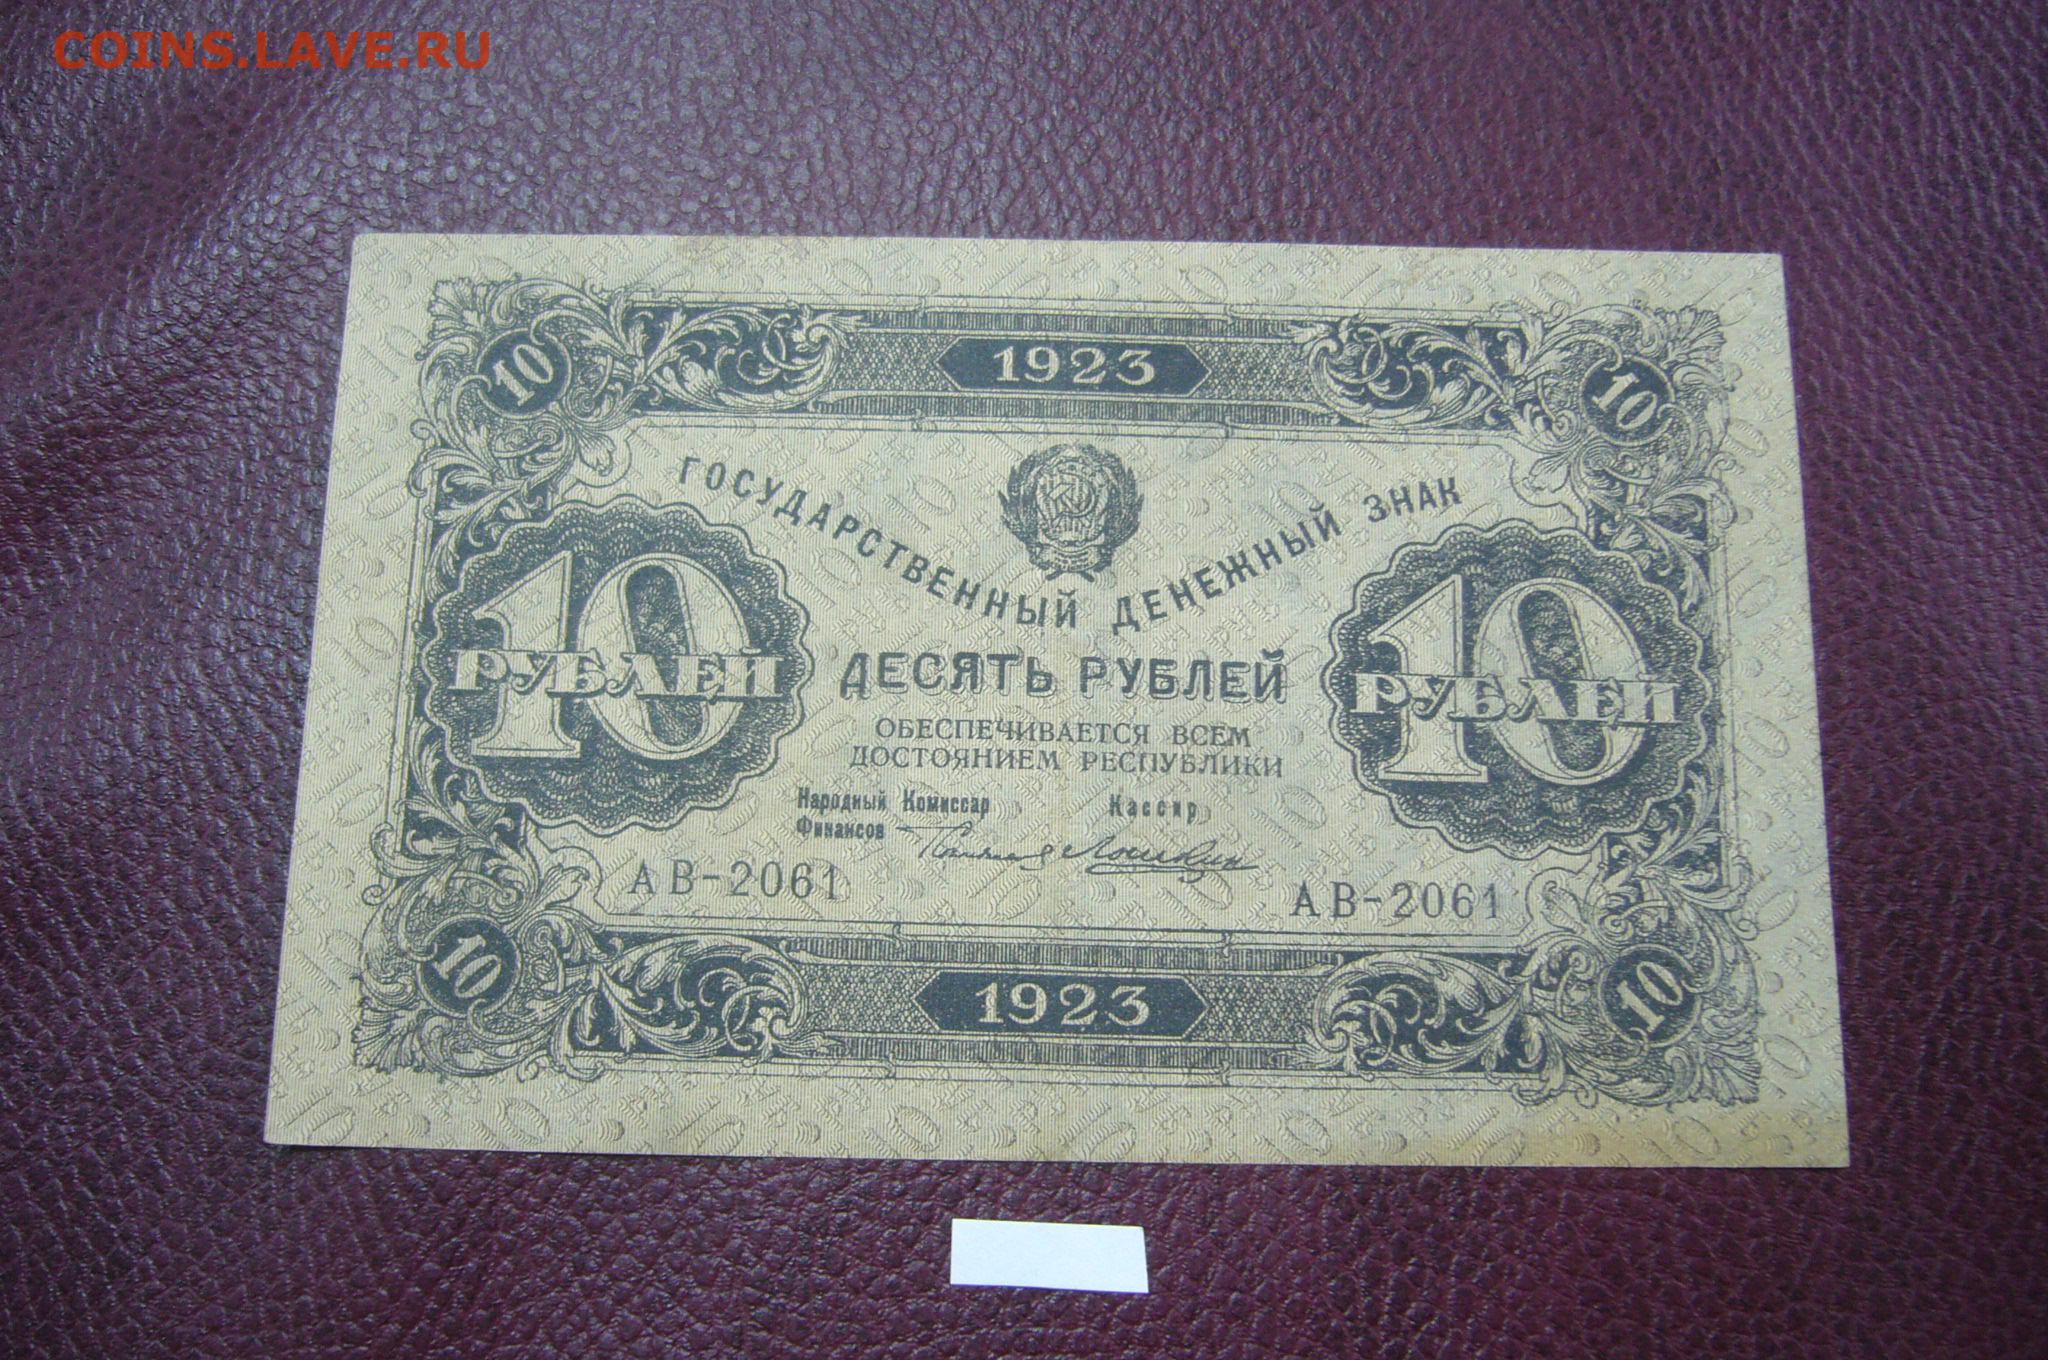 COINS.LAVE.RU
10 1923 10
ГОСУДАРСТВЕННЫЙ ДЕНЕЖНЫЙ ЗНАК
10 РУБЛЕЙ
10 РУБЛЕЙ
ДЕСЯТЬ РУБЛЕЙ
ОБЕСПЕЧИВАЕТСЯ ВСЕМ
ДОСТОЯНИЕМ РЕСПУБЛИКИ
Народный Комиссар
Финансов
Кассир
АВ-2061
АВ-2061
10 1923 10